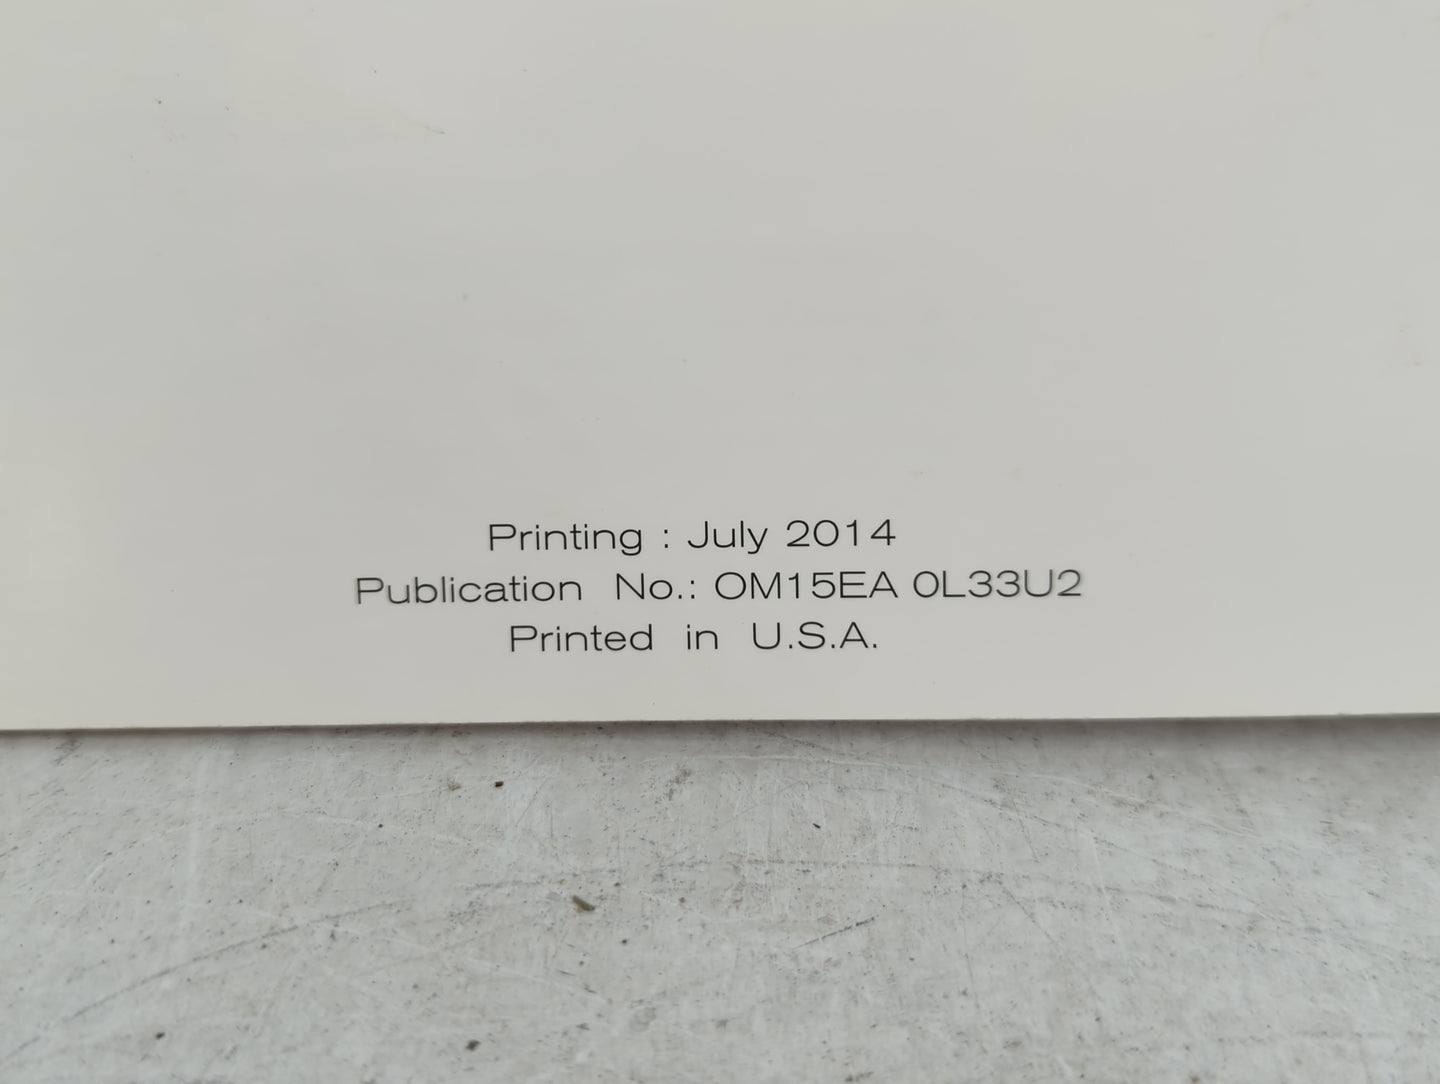 Printing : July 2014
Publication No.: OM15EA 0L33U2
Printed in U.S.A.